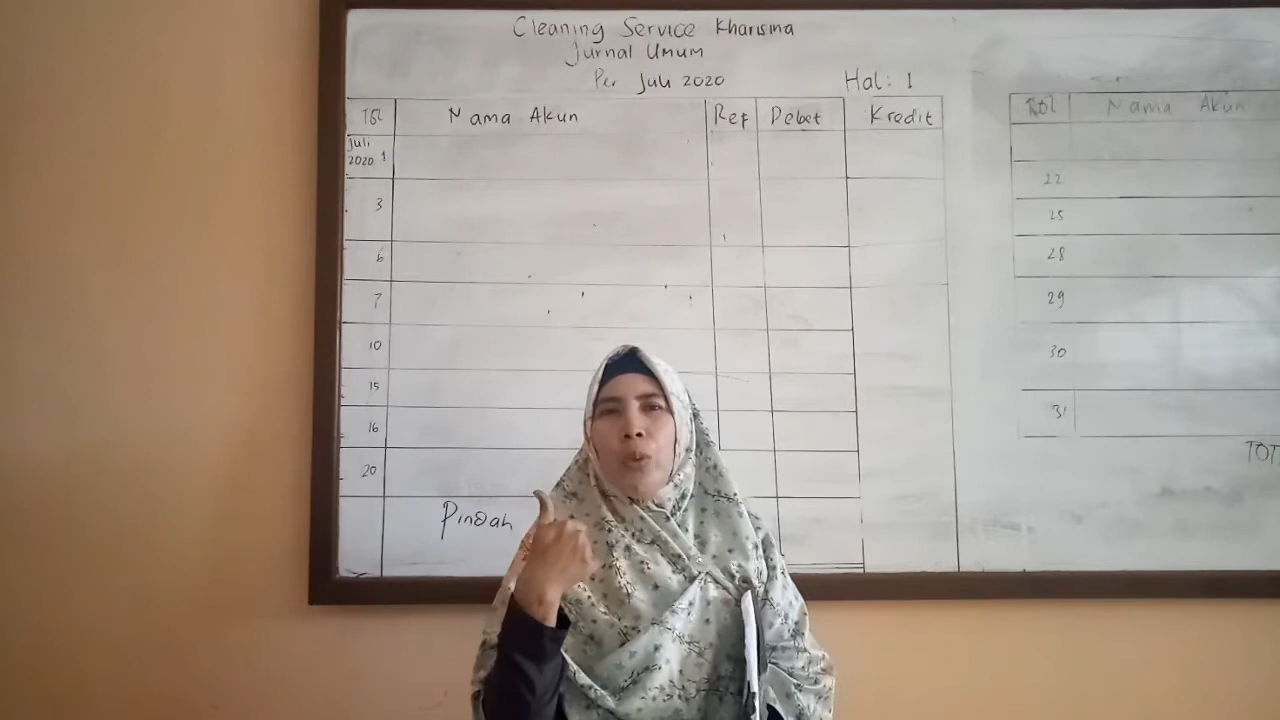 Cleaning Service Kharisma
Jurnal Umum
Per Juli 2020
Hal: 1
Tgl Nama Akun Ref Debet Kredit
Juli
2020 1
3
6
7
10
15
16
20
Pindah
Tgl Nama Akun
22
25
28
29
30
31
TOT